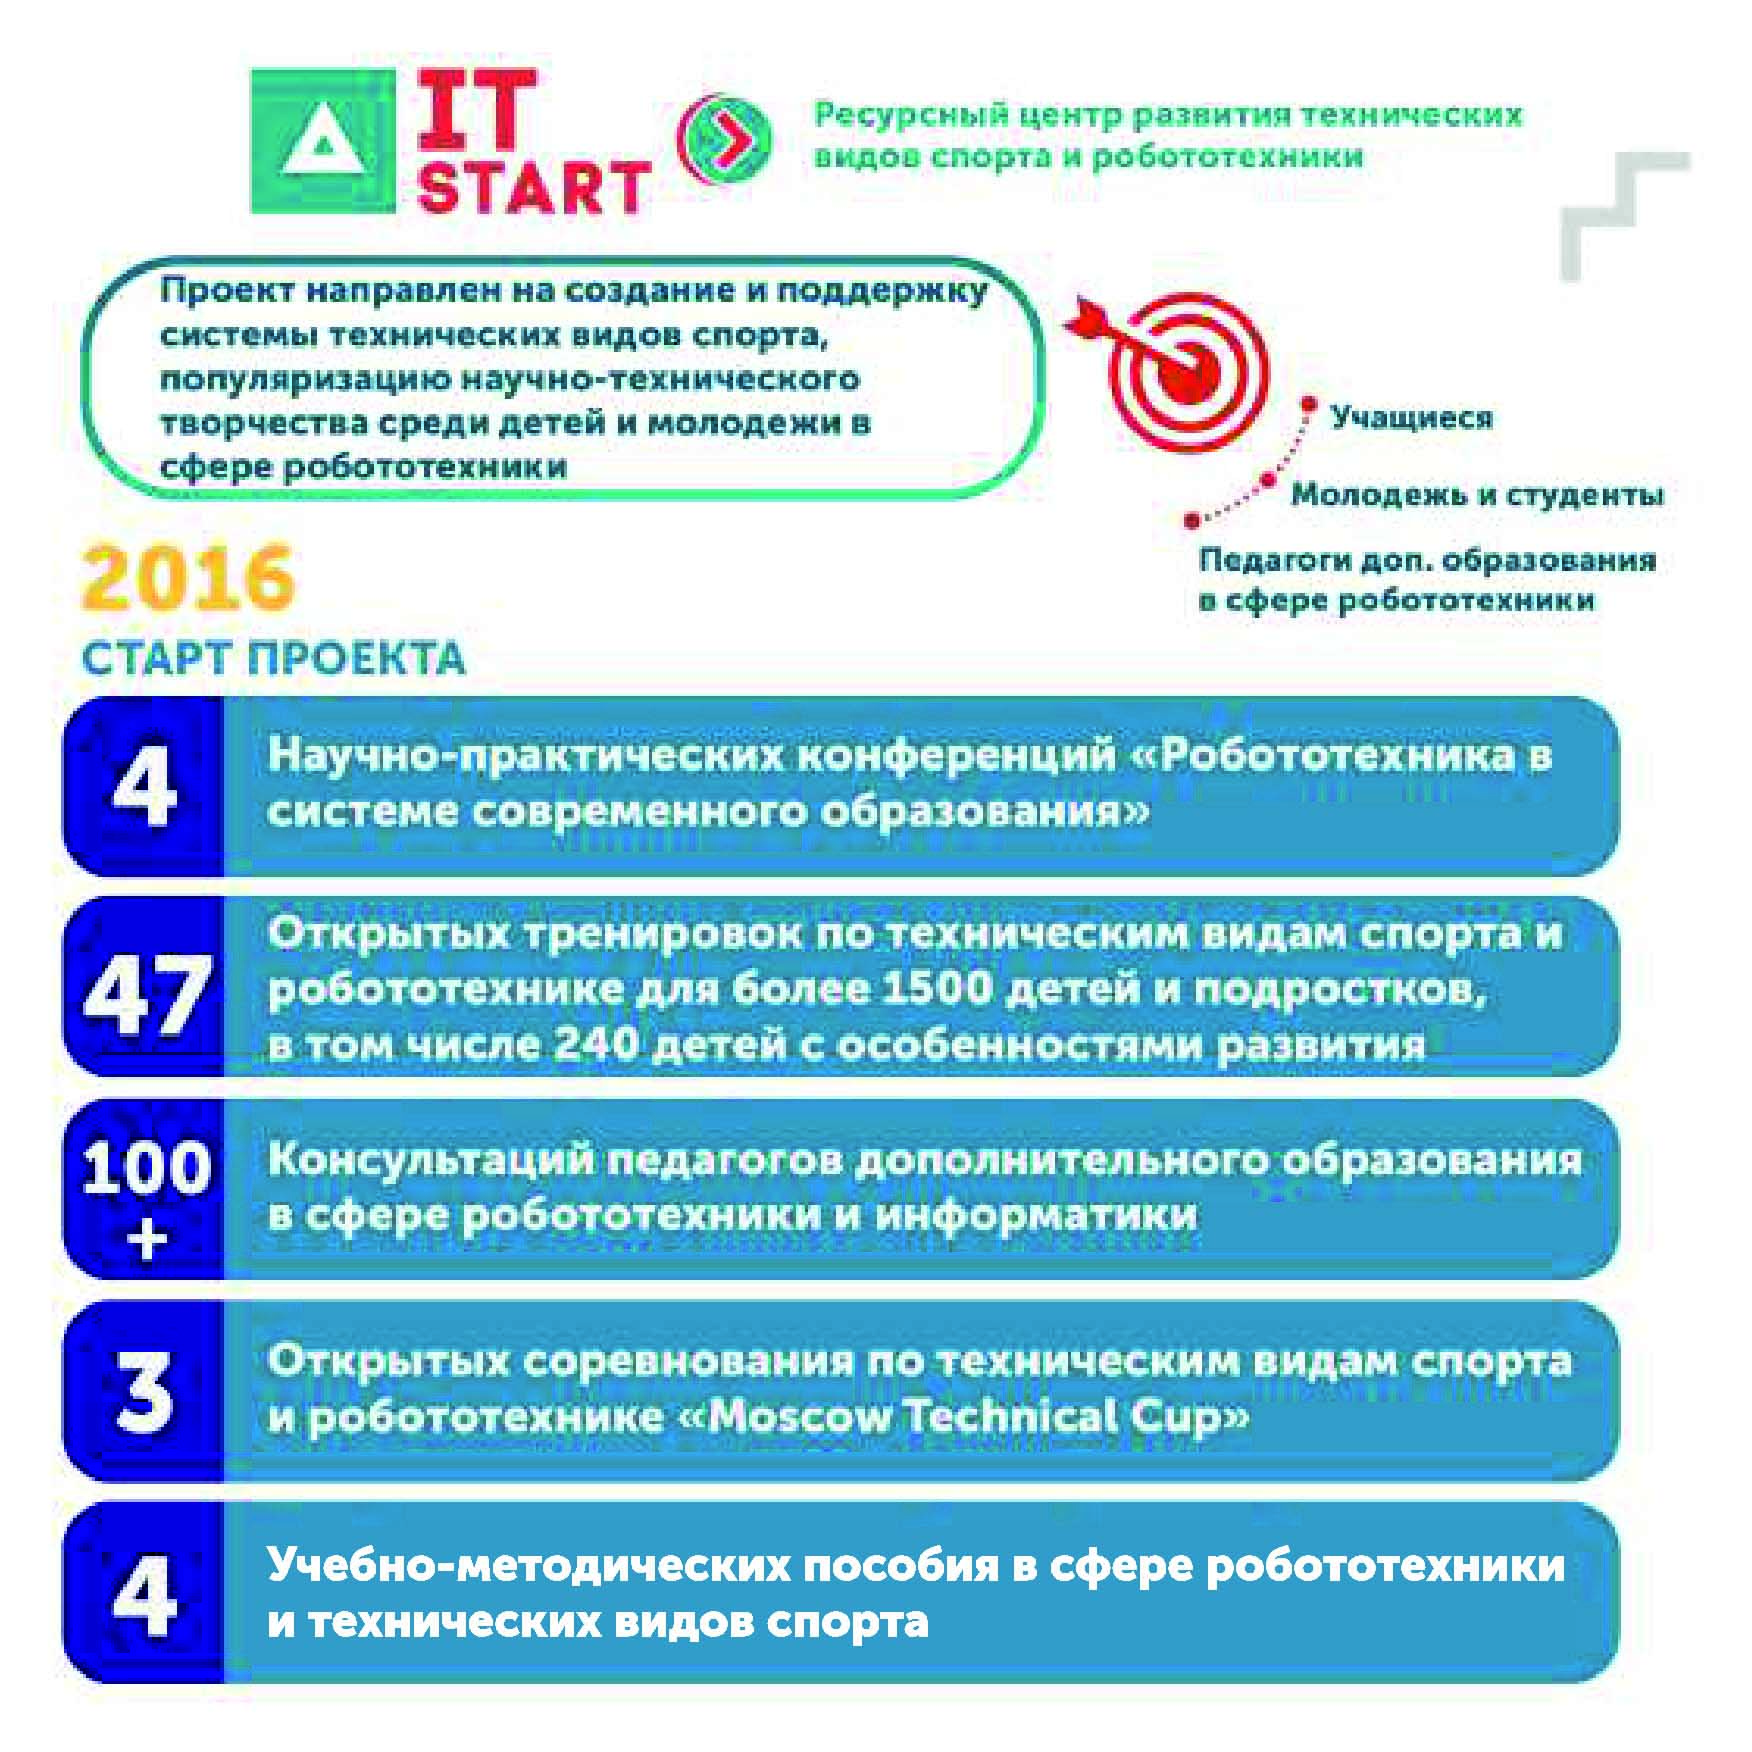 IT
START
Ресурсный центр развития технических
видов спорта и робототехники
Проект направлен на создание и поддержку
системы технических видов спорта,
популяризацию научно-технического
творчества среди детей и молодежи в
сфере робототехники
Учащиеся
Молодежь и студенты
Педагоги доп. образования
в сфере робототехники
2016
СТАРТ ПРОЕКТА
4
Научно-практических конференций «Робототехника в
системе современного образования»
47
Открытых тренировок по техническим видам спорта и
робототехнике для более 1500 детей и подростков,
в том числе 240 детей с особенностями развития
100
+
Консультаций педагогов дополнительного образования
в сфере робототехники и информатики
3
Открытых соревнования по техническим видам спорта
и робототехнике «Moscow Technical Cup»
4
Учебно-методических пособия в сфере робототехники
и технических видов спорта